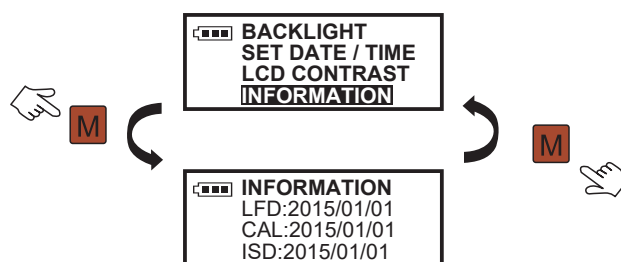 BACKLIGHT
SET DATE / TIME
LCD CONTRAST
INFORMATION
M
M
INFORMATION
LFD:2015/01/01
CAL:2015/01/01
ISD:2015/01/01